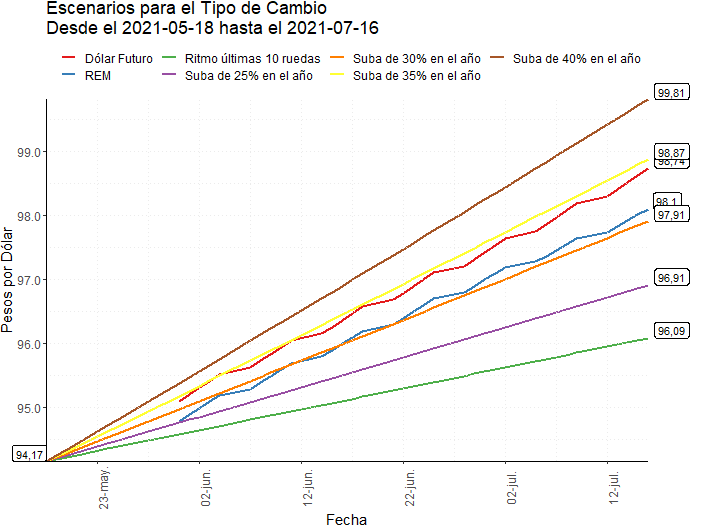 Escenarios para el Tipo de Cambio
Desde el 2021-05-18 hasta el 2021-07-16
Dólar Futuro
Ritmo últimas 10 ruedas
Suba de 30% en el año
Suba de 40% en el año
REM
Suba de 25% en el año
Suba de 35% en el año
99,81
98,87
98,74
98,1
97,91
96,91
96,09
94,17
Pesos por Dólar
99.0
98.0
97.0
96.0
95.0
23-may.
02-jun.
12-jun.
22-jun.
02-jul.
12-jul.
Fecha